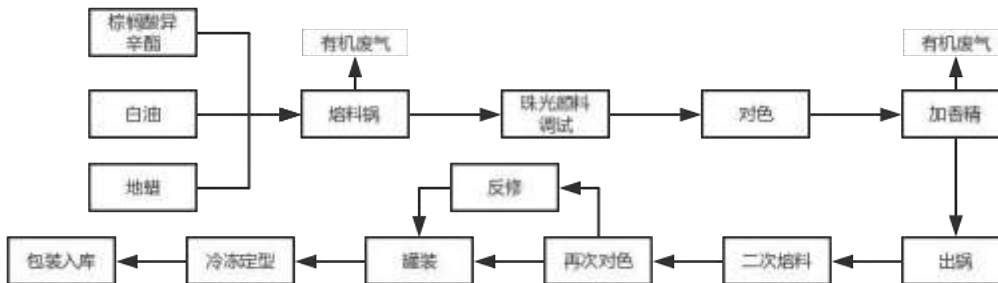 棕榈酸异
辛酯
有机废气
有机废气
白油
熔料锅
珠光颜料
调试
对色
加香精
地蜡
反修
包装入库
冷冻定型
罐装
再次对色
二次熔料
出锅